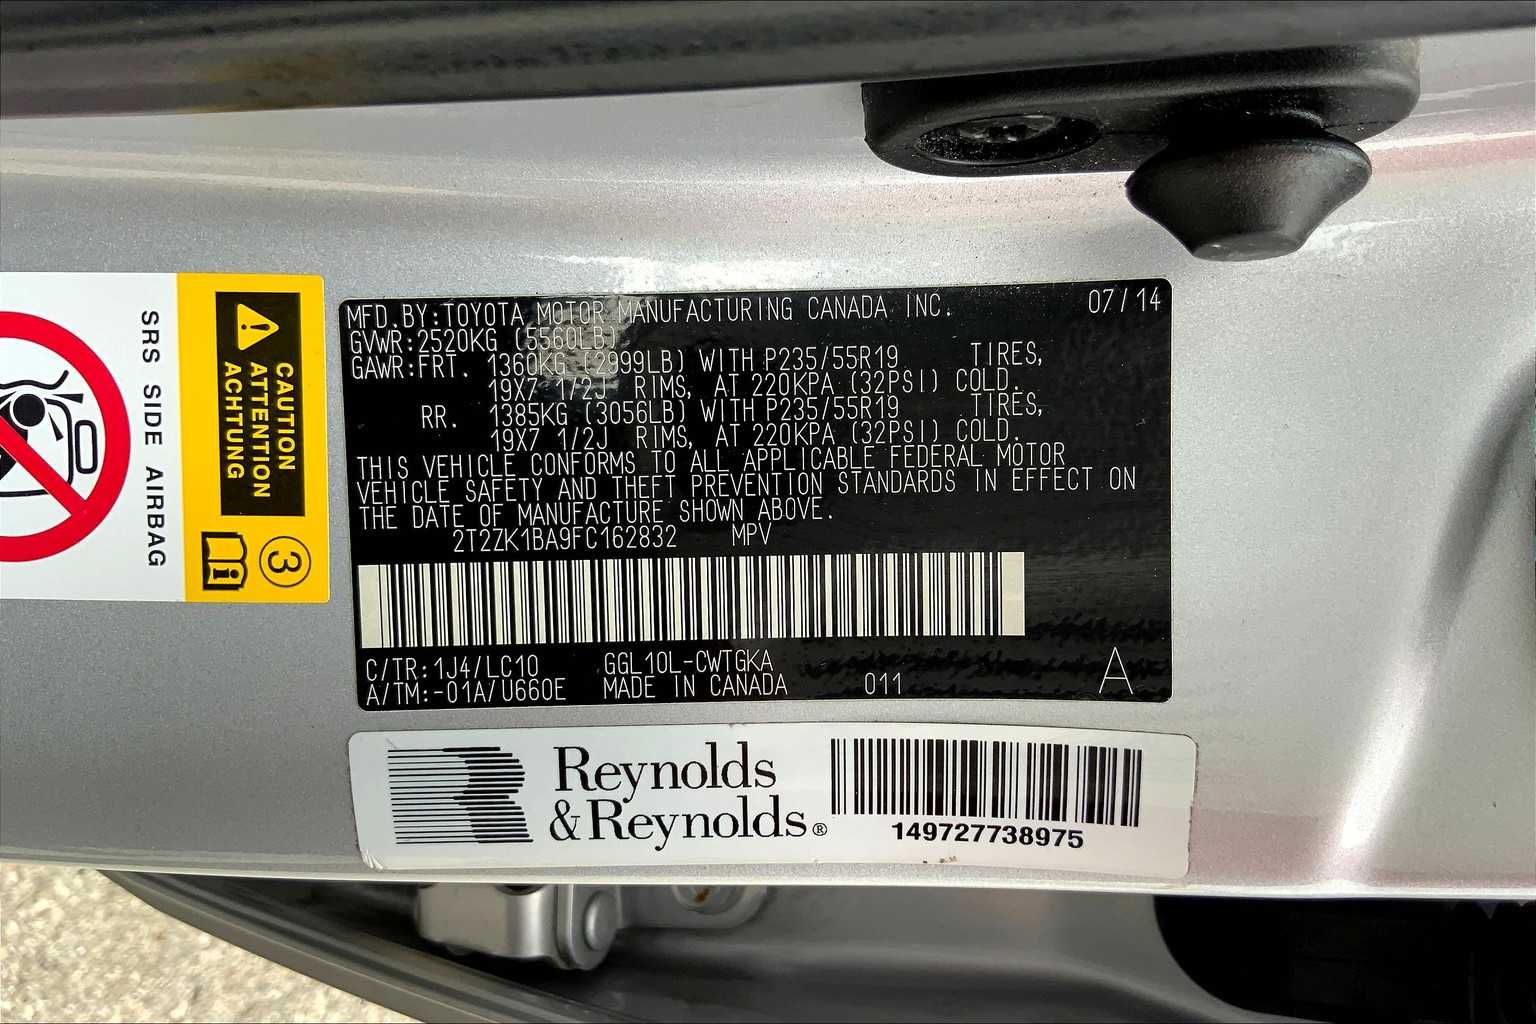 MFD.BY:TOYOTA MOTOR MANUFACTURING CANADA INC. 07/14
GVWR:2520KG (5560LB)
GAWR:FRT. 1360KG (2999LB) WITH P235/55R19 TIRES,
19X7 1/2J RIMS, AT 220KPA (32PSI) COLD.
RR. 1385KG (3056LB) WITH P235/55R19 TIRES,
19X7 1/2J RIMS, AT 220KPA (32PSI) COLD.
THIS VEHICLE CONFORMS TO ALL APPLICABLE FEDERAL MOTOR
VEHICLE SAFETY AND THEFT PREVENTION STANDARDS IN EFFECT ON
THE DATE OF MANUFACTURE SHOWN ABOVE.
2T2ZK1BA9FC162832 MPV
C/TR:1J4/LC10 GGL10L-CWTGKA
A/TM:-01A/U660E MADE IN CANADA 011 A
SRS SIDE AIRBAG
CAUTION
ATTENTION
ACHTUNG
3
Reynolds
&Reynolds®
149727738975